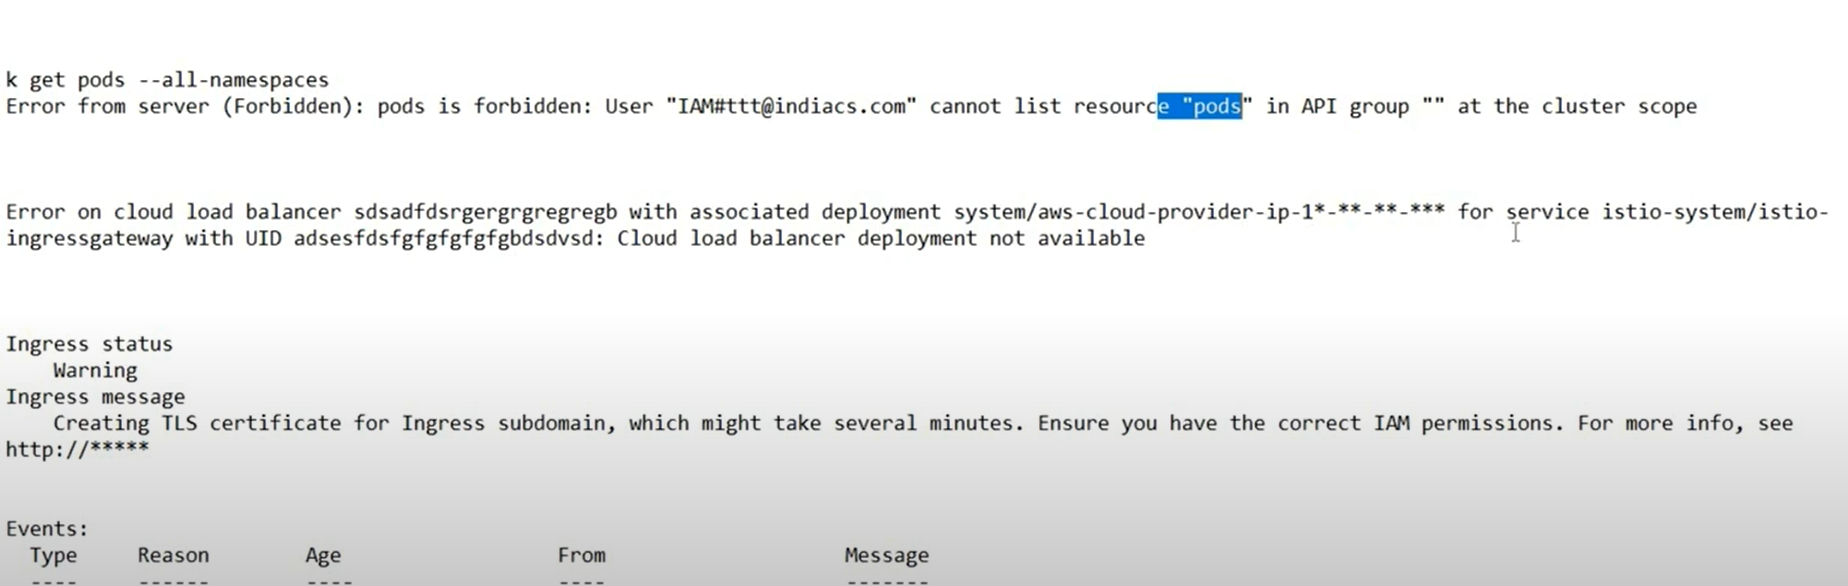 k get pods --all-namespaces
Error from server (Forbidden): pods is forbidden: User "IAM#ttt@indiacs.com" cannot list resource "pods" in API group "" at the cluster scope
Error on cloud load balancer sdsadfdsrgergrgregregb with associated deployment system/aws-cloud-provider-ip-1*-**-**-*** for service istio-system/istio-
ingressgateway with UID adsesfdsfgfgfgfgfgbdsdvsd: Cloud load balancer deployment not available
Ingress status
    Warning
Ingress message
    Creating TLS certificate for Ingress subdomain, which might take several minutes. Ensure you have the correct IAM permissions. For more info, see
http://*****
Events:
  Type     Reason        Age                  From                    Message
  ----     ------        ----                 ----                    -------